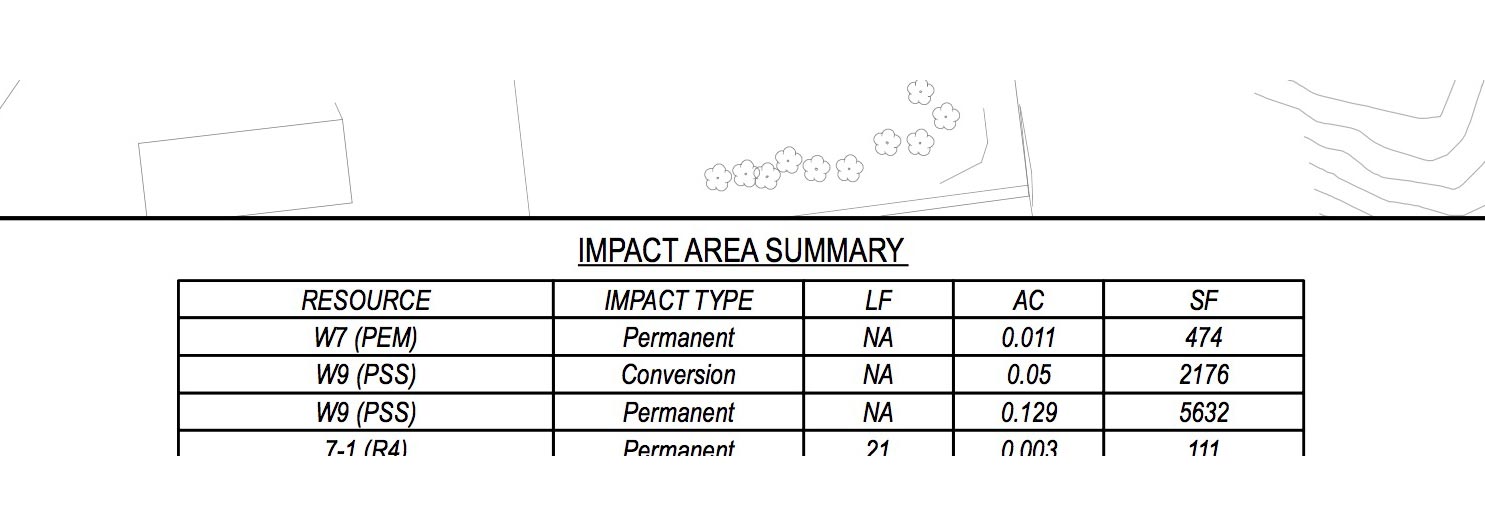 IMPACT AREA SUMMARY
RESOURCE IMPACT TYPE LF AC SF
W7 (PEM) Permanent NA 0.011 474
W9 (PSS) Conversion NA 0.05 2176
W9 (PSS) Permanent NA 0.129 5632
7-1 (R4) Permanent 21 0.003 111